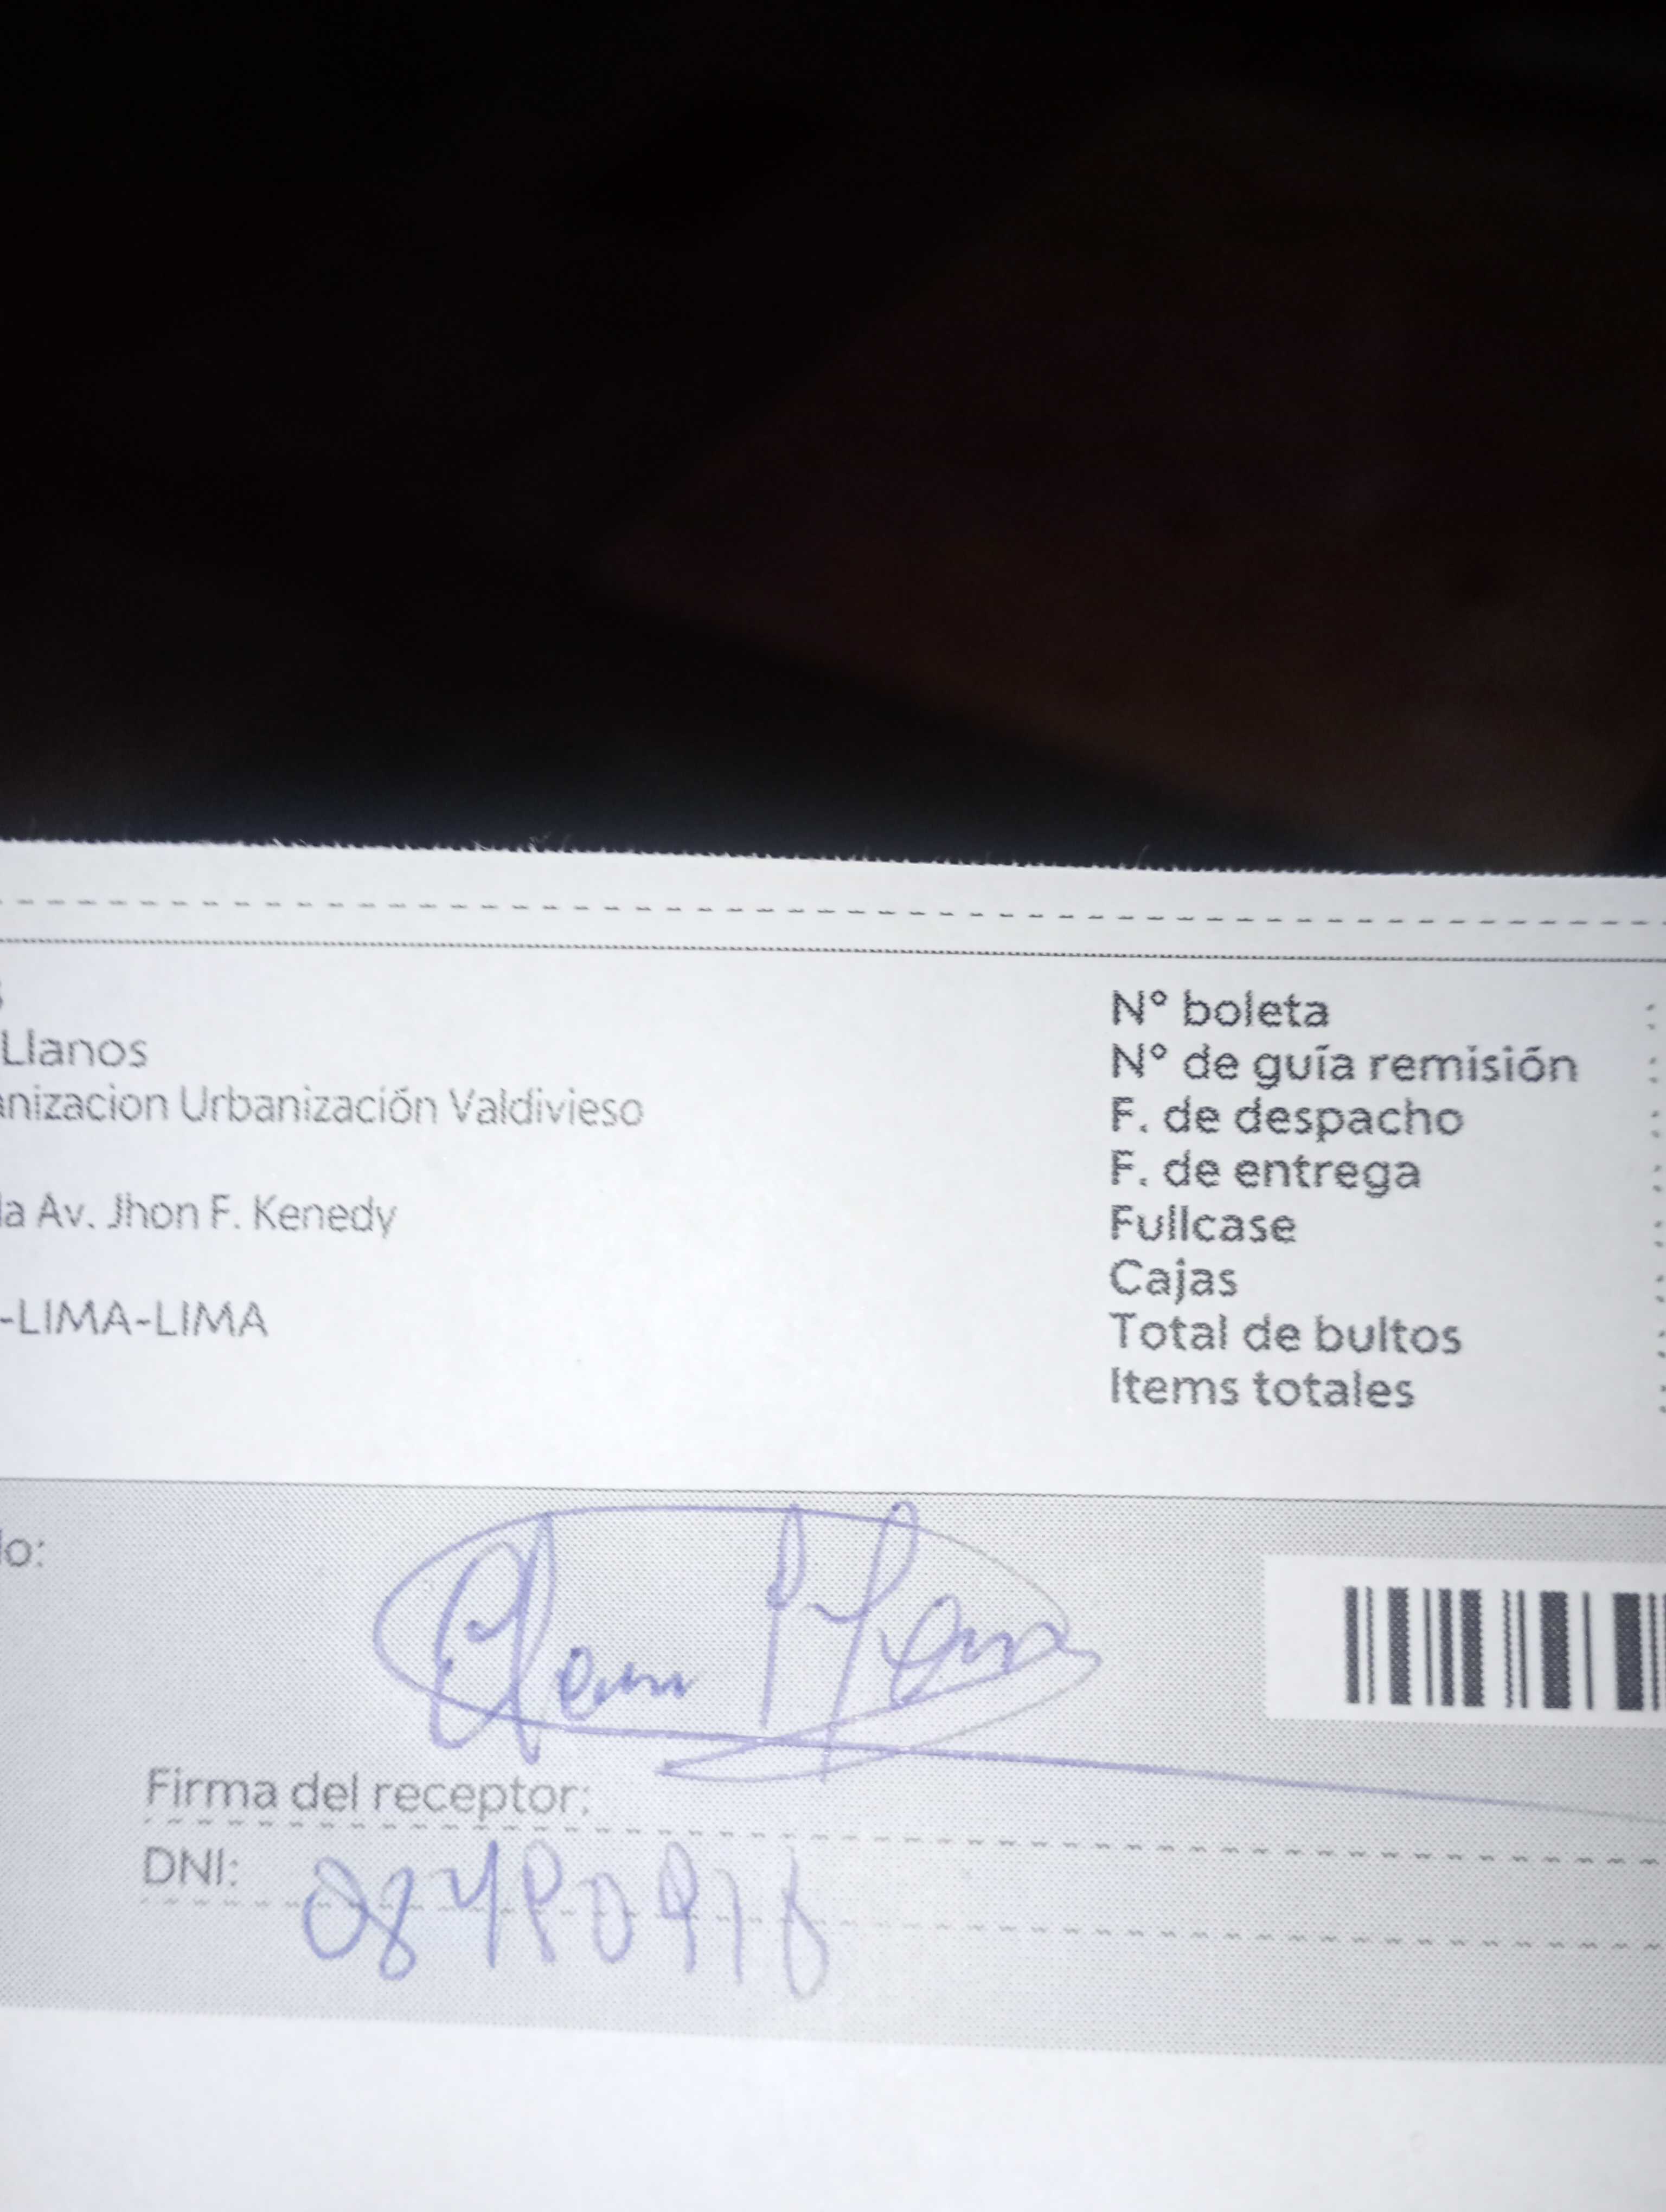 Llanos
nizacion Urbanización Valdivieso
la Av. Jhon F. Kenedy
-LIMA-LIMA
N° boleta :
N° de guía remisión :
F. de despacho :
F. de entrega :
Fullcase :
Cajas :
Total de bultos :
Items totales :
lo:
Firma del receptor:
DNI: